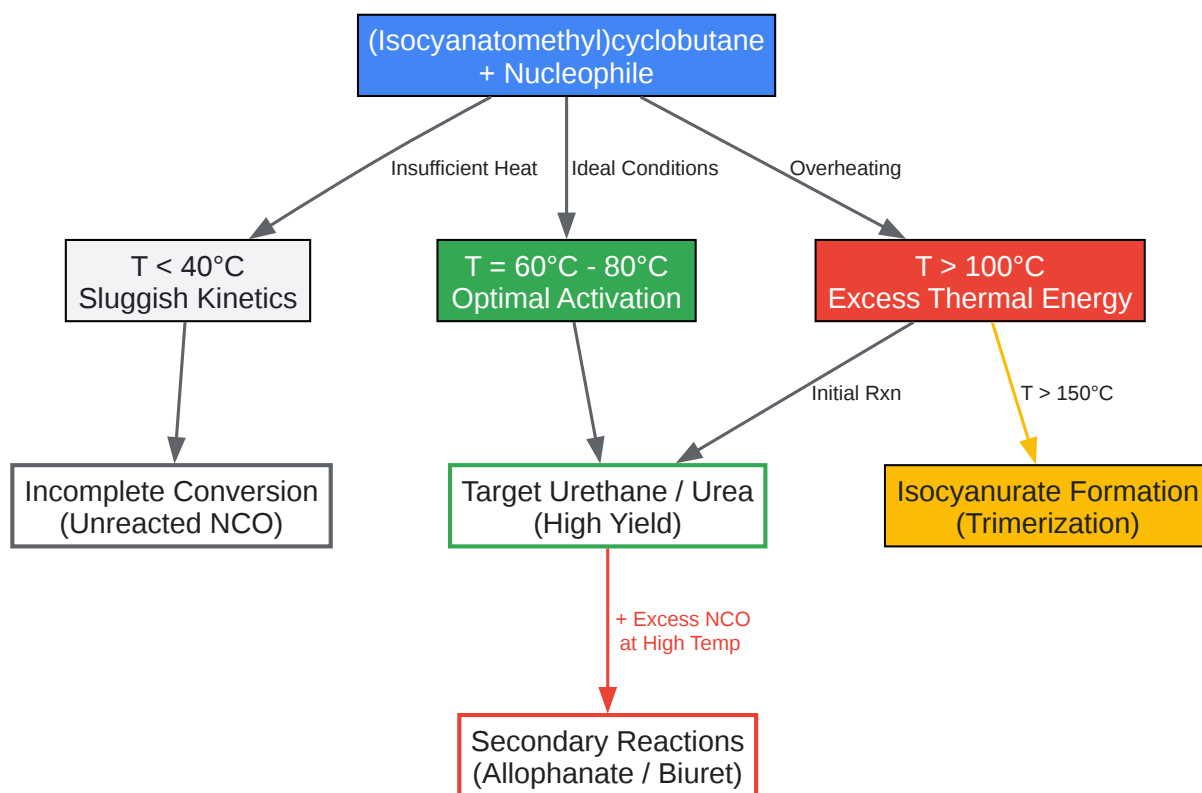 (Isocyanatomethyl)cyclobutane
+ Nucleophile
Insufficient Heat
Ideal Conditions
Overheating
T < 40°C
Sluggish Kinetics
T = 60°C - 80°C
Optimal Activation
T > 100°C
Excess Thermal Energy
Initial Rxn
T > 150°C
Incomplete Conversion
(Unreacted NCO)
Target Urethane / Urea
(High Yield)
Isocyanurate Formation
(Trimerization)
+ Excess NCO
at High Temp
Secondary Reactions
(Allophanate / Biuret)